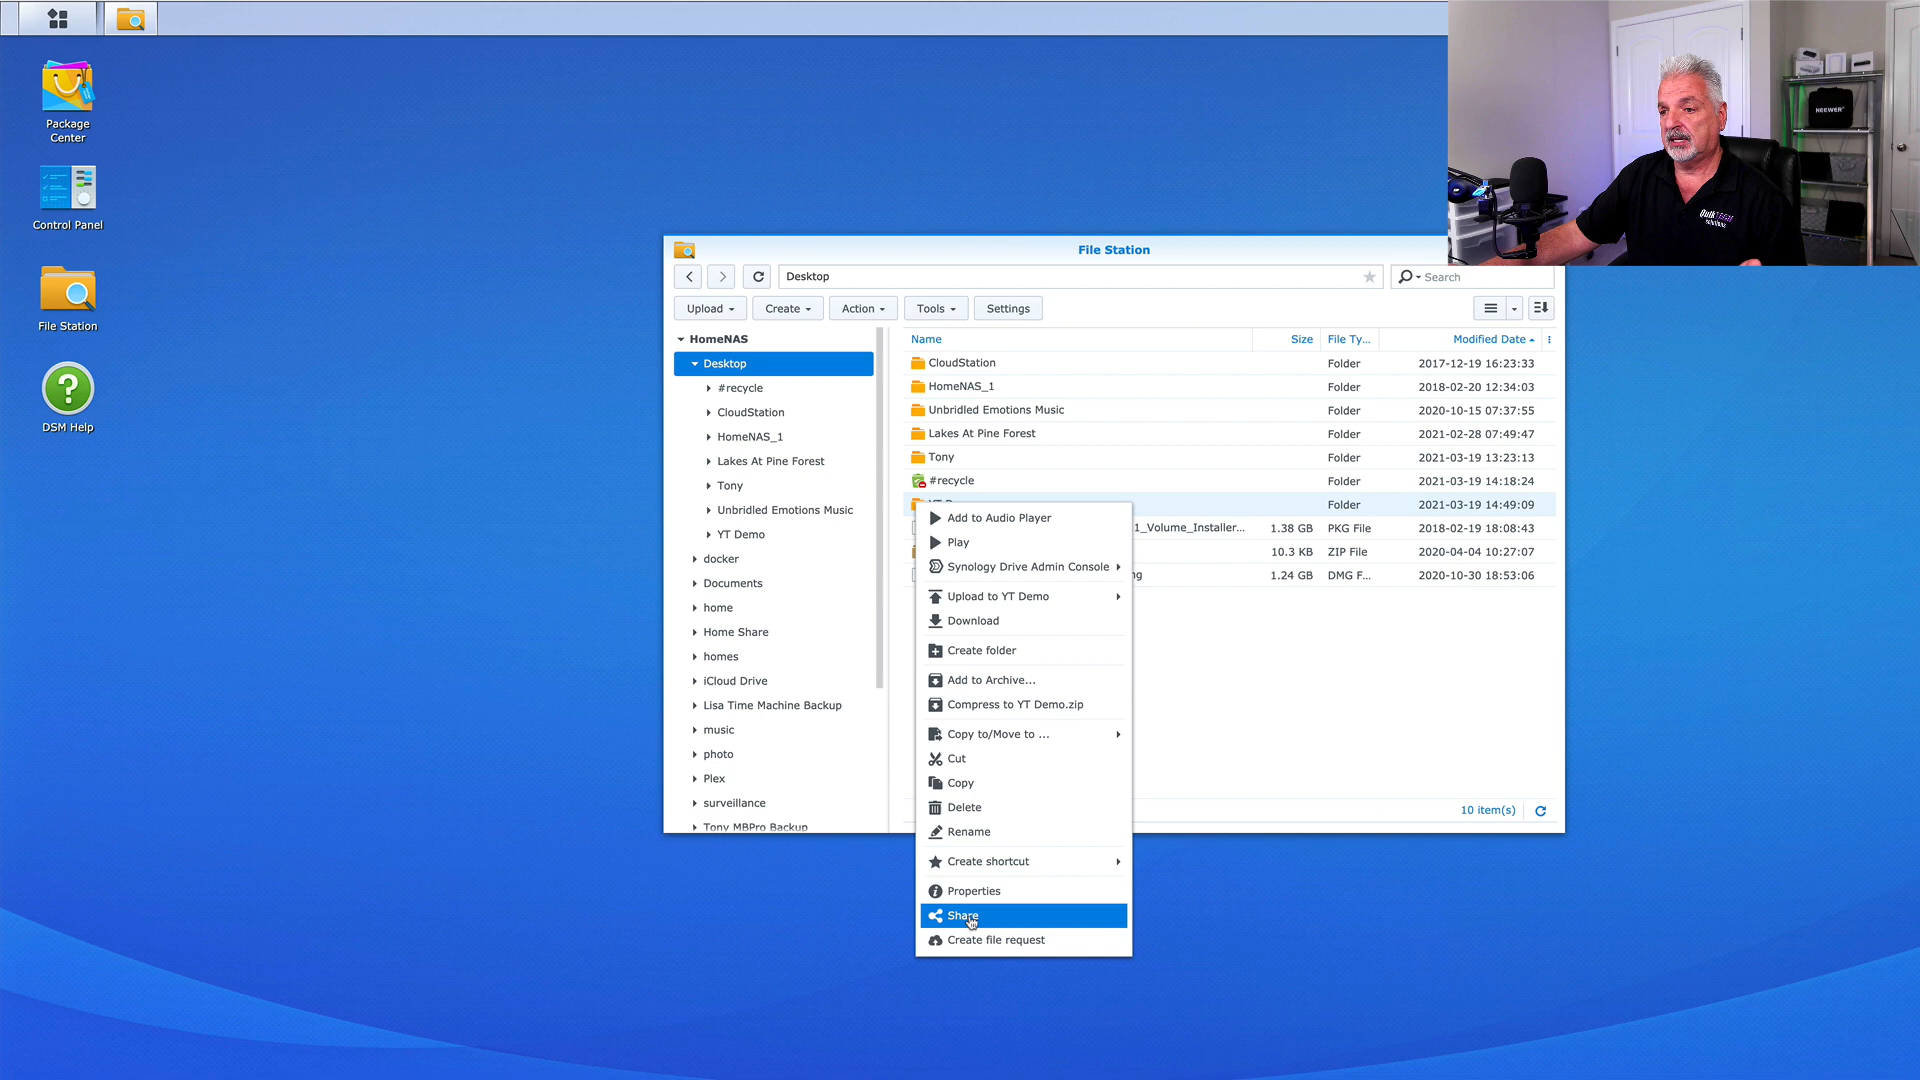 Package
Center
Control Panel
File Station
DSM Help
NEEWER
QuikTECH
solutions
File Station
Desktop
Search
Upload
Create
Action
Tools
Settings
HomeNAS
Desktop
#recycle
CloudStation
HomeNAS_1
Lakes At Pine Forest
Tony
Unbridled Emotions Music
YT Demo
docker
Documents
home
Home Share
homes
iCloud Drive
Lisa Time Machine Backup
music
photo
Plex
surveillance
Tony MBPro Backup
Name Size File Ty... Modified Date
CloudStation Folder 2017-12-19 16:23:33
HomeNAS_1 Folder 2018-02-20 12:34:03
Unbridled Emotions Music Folder 2020-10-15 07:37:55
Lakes At Pine Forest Folder 2021-02-28 07:49:47
Tony Folder 2021-03-19 13:23:13
#recycle Folder 2021-03-19 14:18:24
Folder 2021-03-19 14:49:09
1_Volume_Installer... 1.38 GB PKG File 2018-02-19 18:08:43
10.3 KB ZIP File 2020-04-04 10:27:07
ng 1.24 GB DMG F... 2020-10-30 18:53:06
Add to Audio Player
Play
Synology Drive Admin Console
Upload to YT Demo
Download
Create folder
Add to Archive...
Compress to YT Demo.zip
Copy to/Move to ...
Cut
Copy
Delete
Rename
Create shortcut
Properties
Share
Create file request
10 item(s)